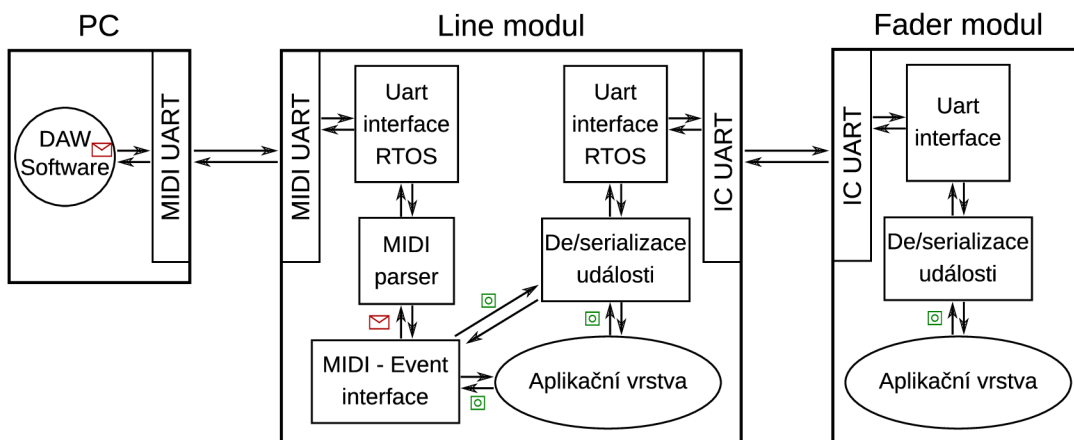 PC
Line modul
Fader modul
DAW
Software
MIDI UART
MIDI UART
Uart
interface
RTOS
MIDI
parser
MIDI - Event
interface
Uart
interface
RTOS
De/serializace
události
Aplikační vrstva
IC UART
IC UART
Uart
interface
De/serializace
události
Aplikační vrstva